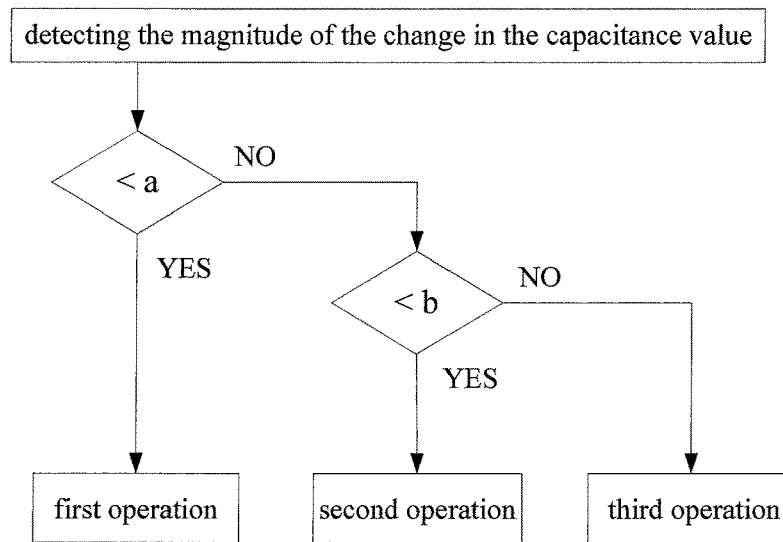 detecting the magnitude of the change in the capacitance value
< a
NO
YES
< b
NO
YES
first operation
second operation
third operation